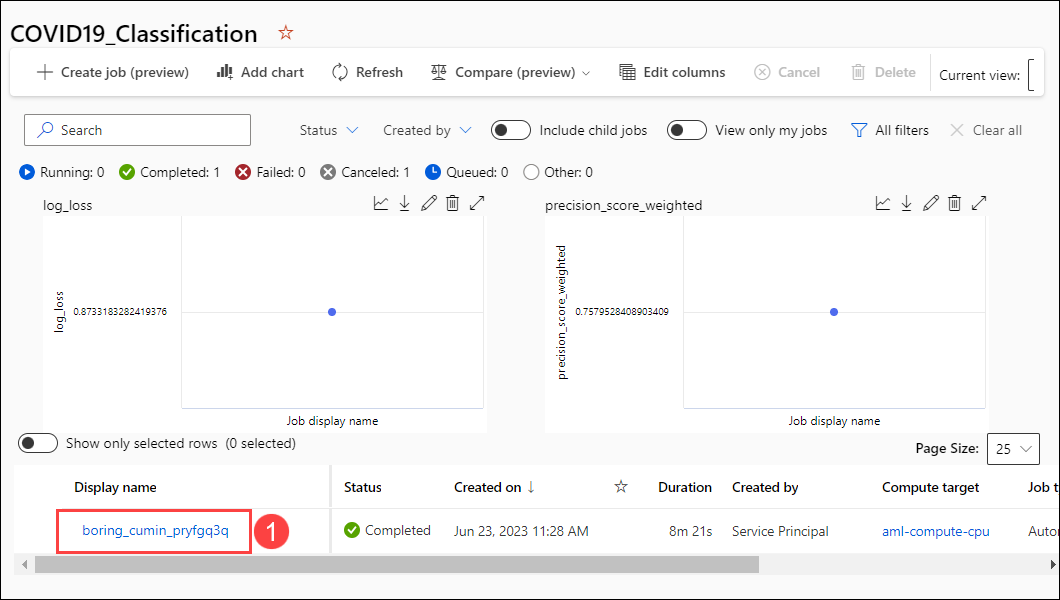 COVID19_Classification
Create job (preview) Add chart Refresh Compare (preview) Edit columns Cancel Delete Current view:
Search Status Created by Include child jobs View only my jobs All filters Clear all
Running: 0 Completed: 1 Failed: 0 Canceled: 1 Queued: 0 Other: 0
log_loss precision_score_weighted
log_loss 0.8733183282419376 precision_score_weighted 0.7579528408903409
Job display name Job display name
Show only selected rows (0 selected) Page Size: 25
Display name Status Created on ↓ Duration Created by Compute target Job t
boring_cumin_pryfgq3q 1 Completed Jun 23, 2023 11:28 AM 8m 21s Service Principal aml-compute-cpu Auto